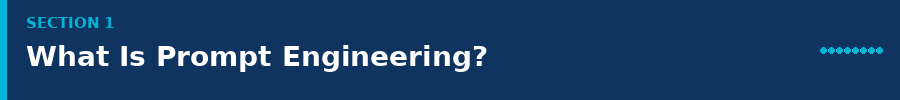 SECTION 1
What Is Prompt Engineering?